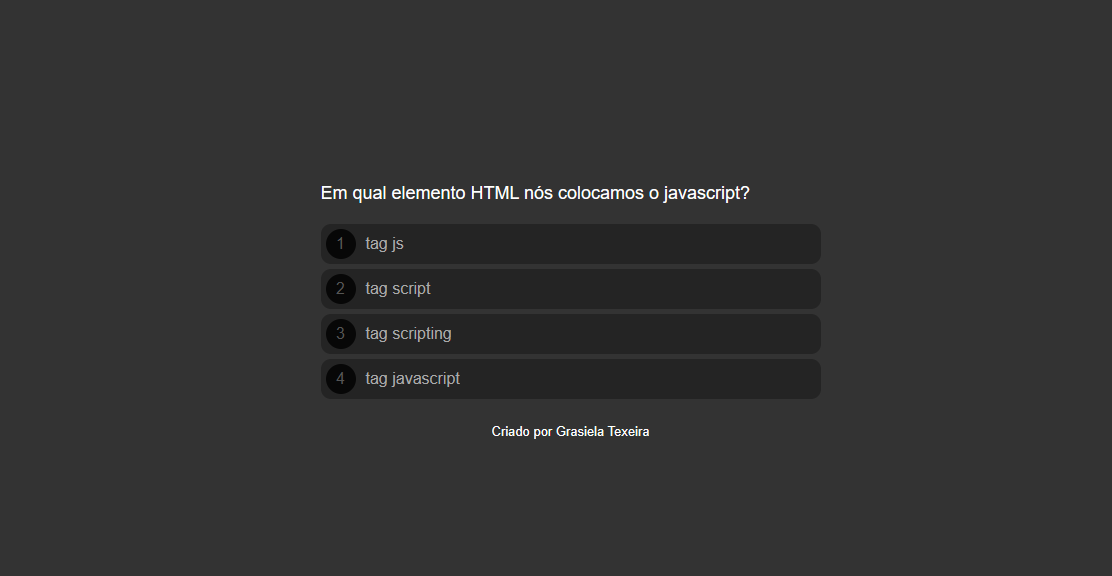 Em qual elemento HTML nós colocamos o javascript?
1 tag js
2 tag script
3 tag scripting
4 tag javascript
Criado por Grasiela Texeira